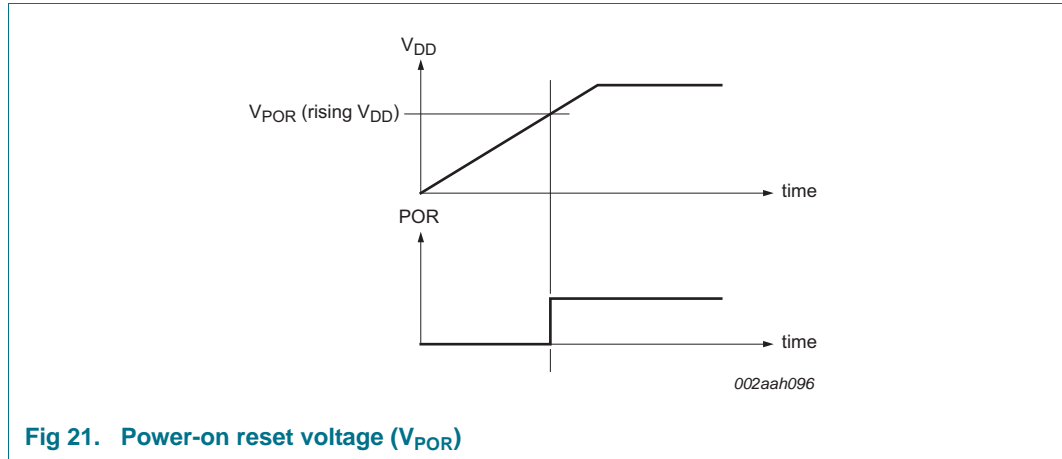 VDD
VPOR (rising VDD)
time
POR
time
002aah096
Fig 21. Power-on reset voltage (VPOR)